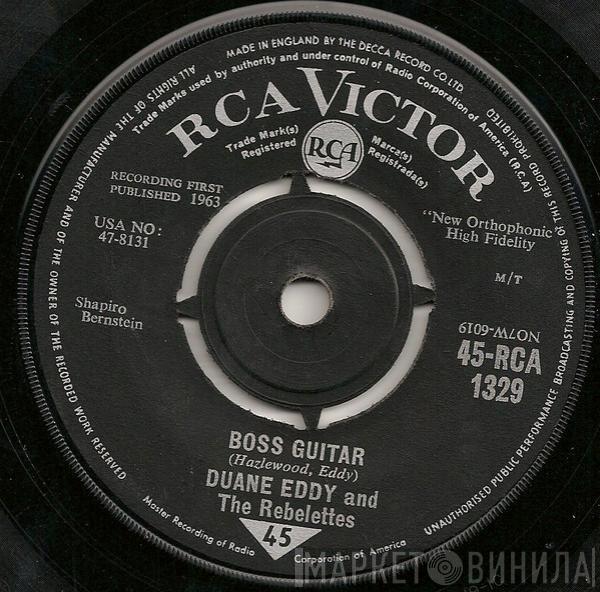 MADE IN ENGLAND BY THE DECCA RECORD CO. LTD.
ALL RIGHTS OF THE MANUFACTURER AND OF THE OWNER OF THE RECORDED WORK RESERVED
UNAUTHORISED PUBLIC PERFORMANCE BROADCASTING AND COPYING OF THIS RECORD PROHIBITED
Trade Marks used by authority and under control of Radio Corporation of America (R.C.A)
RCA VICTOR
Trade Mark(s)
Registered
RCA
Marca(s)
Registrada(s)
RECORDING FIRST
PUBLISHED 1963
USA NO:
47-8131
Shapiro
Bernstein
"New Orthophonic"
High Fidelity
M/T
NO7W-6019
45-RCA
1329
BOSS GUITAR
(Hazlewood, Eddy)
DUANE EDDY and
The Rebelettes
45
Master Recording of Radio Corporation of America
МАРКЕТ ВИНИЛА